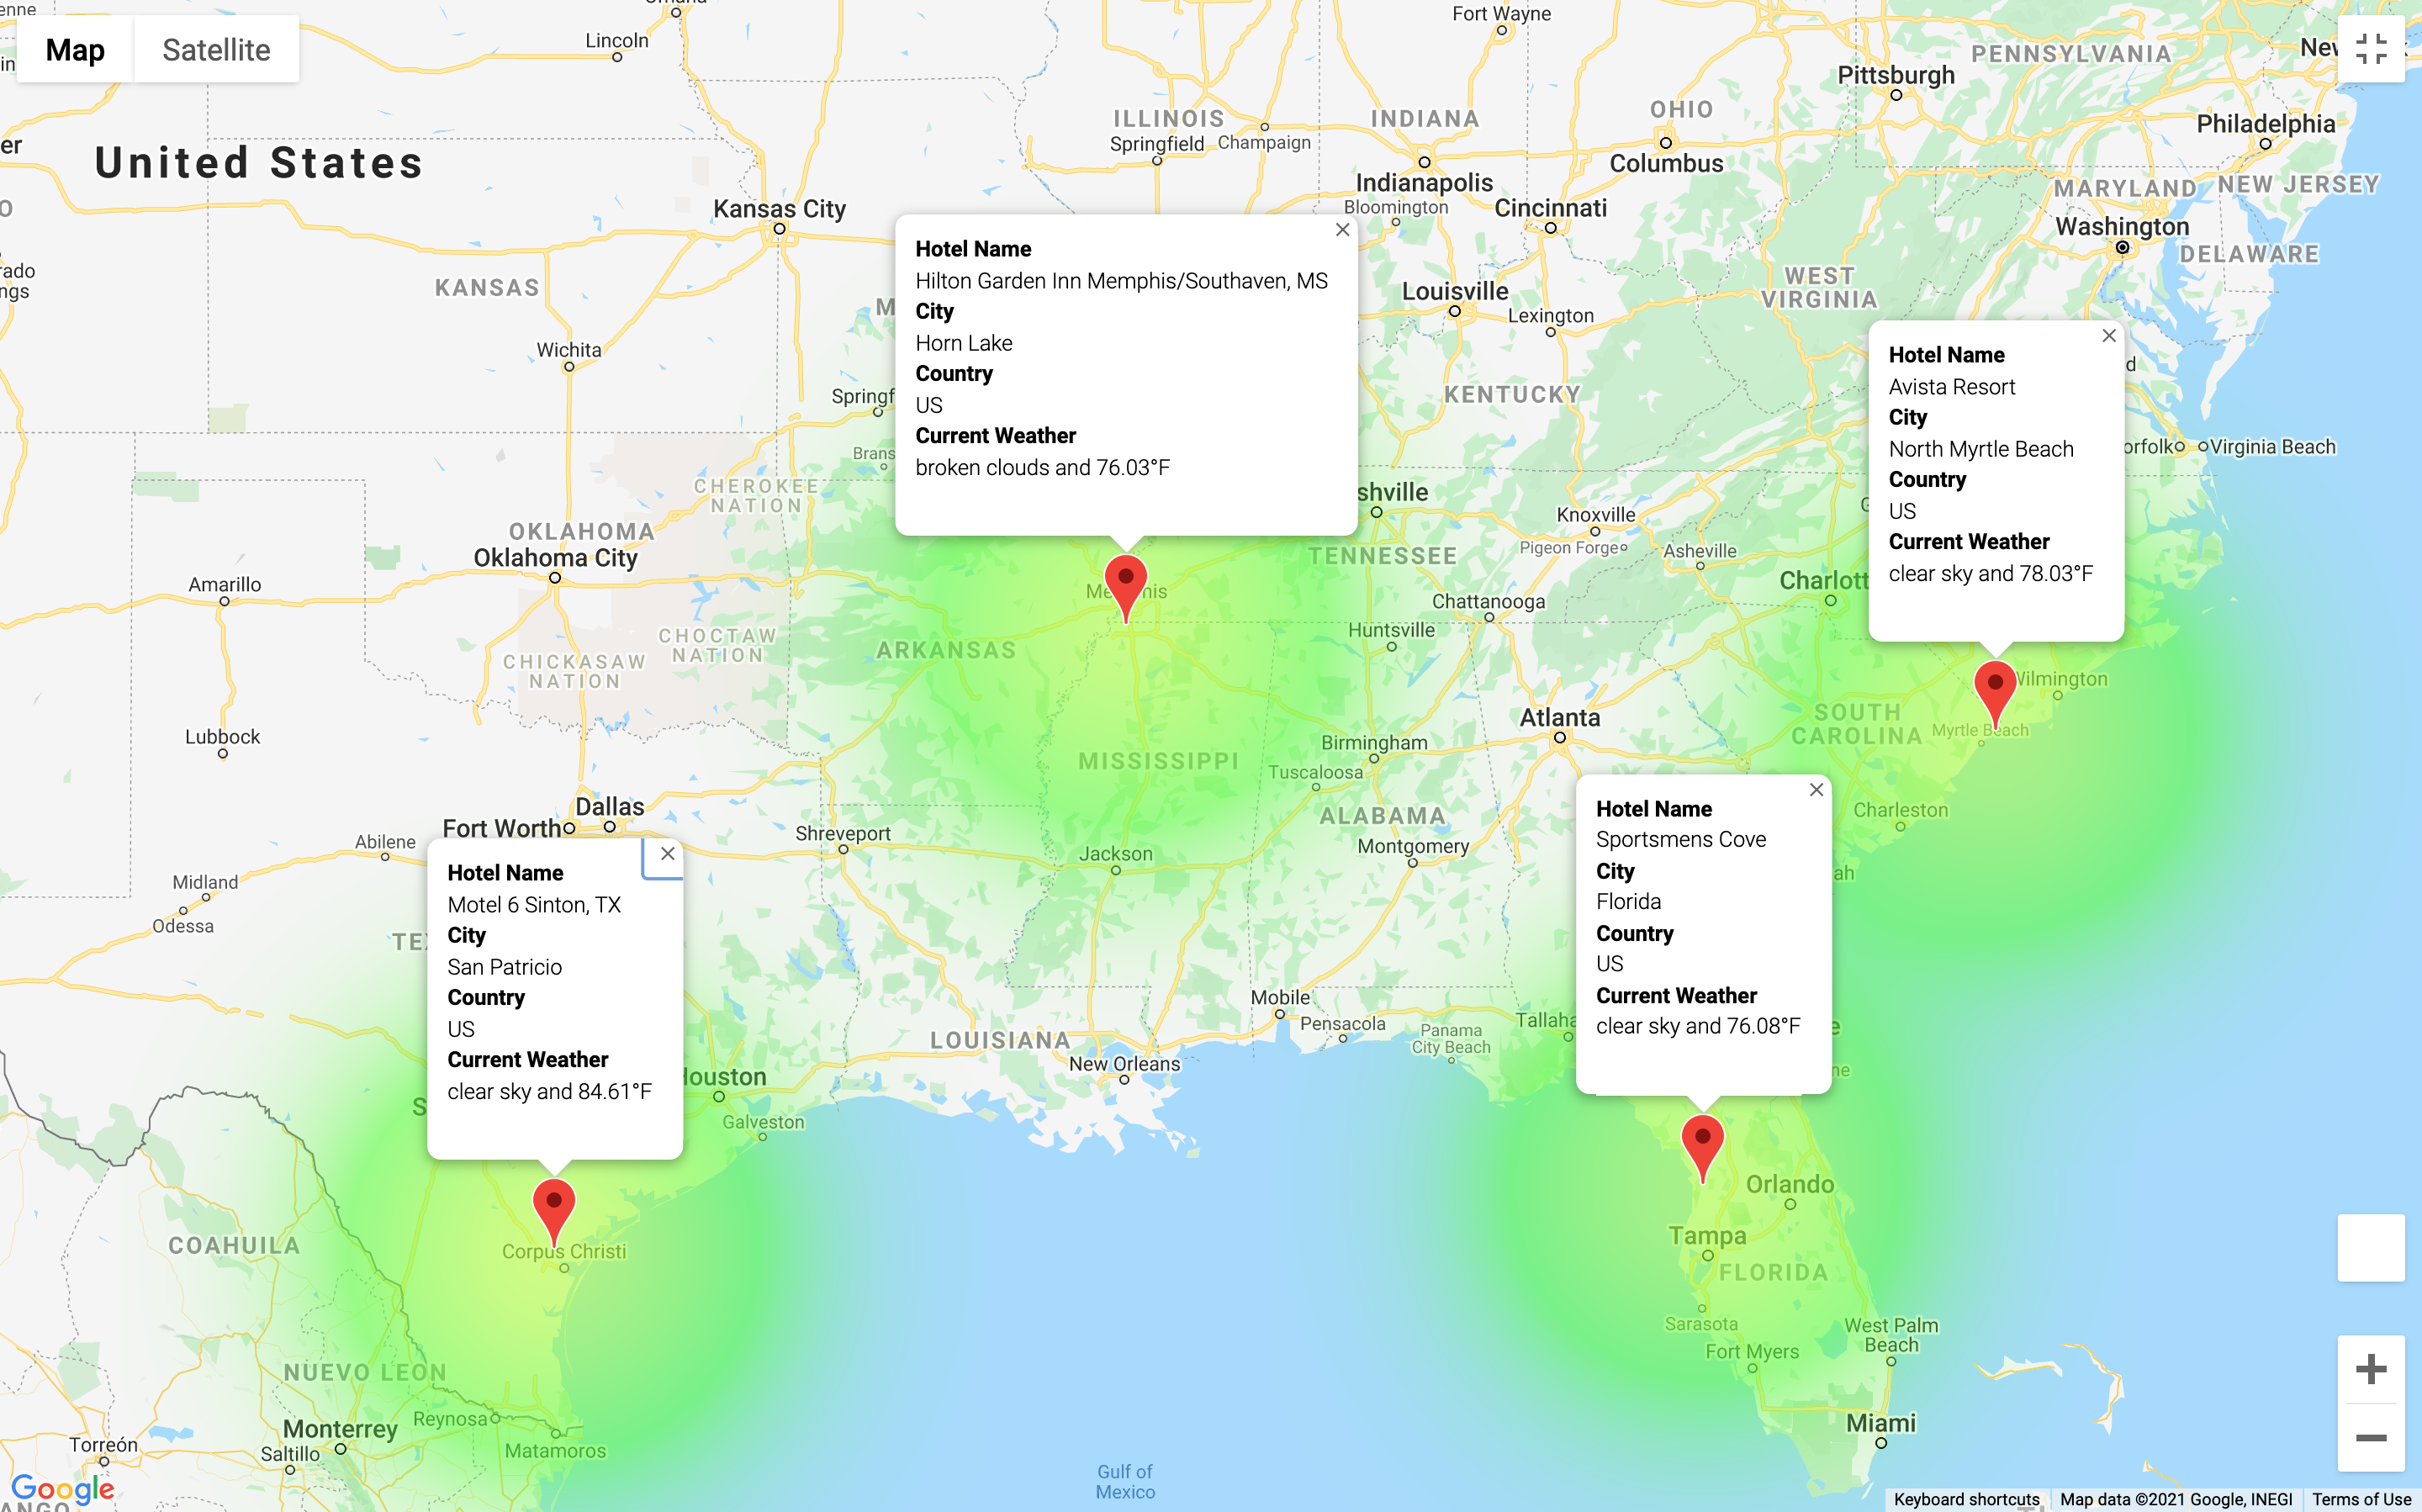 Map
Satellite
United States
Lincoln
Fort Wayne
PENNSYLVANIA
Pittsburgh
Philadelphia
ILLINOIS
Springfield
Champaign
INDIANA
Indianapolis
Bloomington
OHIO
Columbus
Cincinnati
MARYLAND
NEW JERSEY
Washington
DELAWARE
Kansas City
KANSAS
Wichita
WEST
VIRGINIA
Louisville
Lexington
KENTUCKY
Hotel Name
Hilton Garden Inn Memphis/Southaven, MS
City
Horn Lake
Country
US
Current Weather
broken clouds and 76.03°F
Hotel Name
Avista Resort
City
North Myrtle Beach
Country
US
Current Weather
clear sky and 78.03°F
Virginia Beach
CHEROKEE
NATION
OKLAHOMA
Oklahoma City
Amarillo
Lubbock
CHICKASAW
NATION
CHOCTAW
NATION
ARKANSAS
TENNESSEE
Knoxville
Pigeon Forge
Asheville
Chattanooga
Huntsville
Atlanta
Birmingham
Tuscaloosa
MISSISSIPPI
ALABAMA
Montgomery
SOUTH
CAROLINA
Wilmington
Myrtle Beach
Charleston
Fort Worth
Dallas
Abilene
Midland
Odessa
Shreveport
Jackson
Hotel Name
Motel 6 Sinton, TX
City
San Patricio
Country
US
Current Weather
clear sky and 84.61°F
Hotel Name
Sportsmens Cove
City
Florida
Country
US
Current Weather
clear sky and 76.08°F
LOUISIANA
New Orleans
Mobile
Pensacola
Panama
City Beach
Galveston
Corpus Christi
COAHUILA
NUEVO LEON
Monterrey
Reynosa
Saltillo
Matamoros
Torreón
Orlando
Tampa
FLORIDA
Sarasota
Fort Myers
West Palm
Beach
Miami
Gulf of
Mexico
Google
Keyboard shortcuts
Map data ©2021 Google, INEGI
Terms of Use